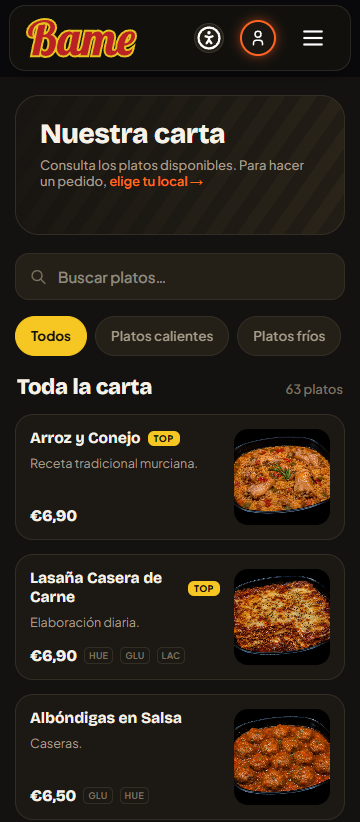 Bame
Nuestra carta
Consulta los platos disponibles. Para hacer
un pedido, elige tu local →
Buscar platos...
Todos
Platos calientes
Platos fríos
Toda la carta
63 platos
Arroz y Conejo TOP
Receta tradicional murciana.
€6,90
Lasaña Casera de
Carne
TOP
Elaboración diaria.
€6,90 HUE GLU LAC
Albóndigas en Salsa
Caseras.
€6,50 GLU HUE